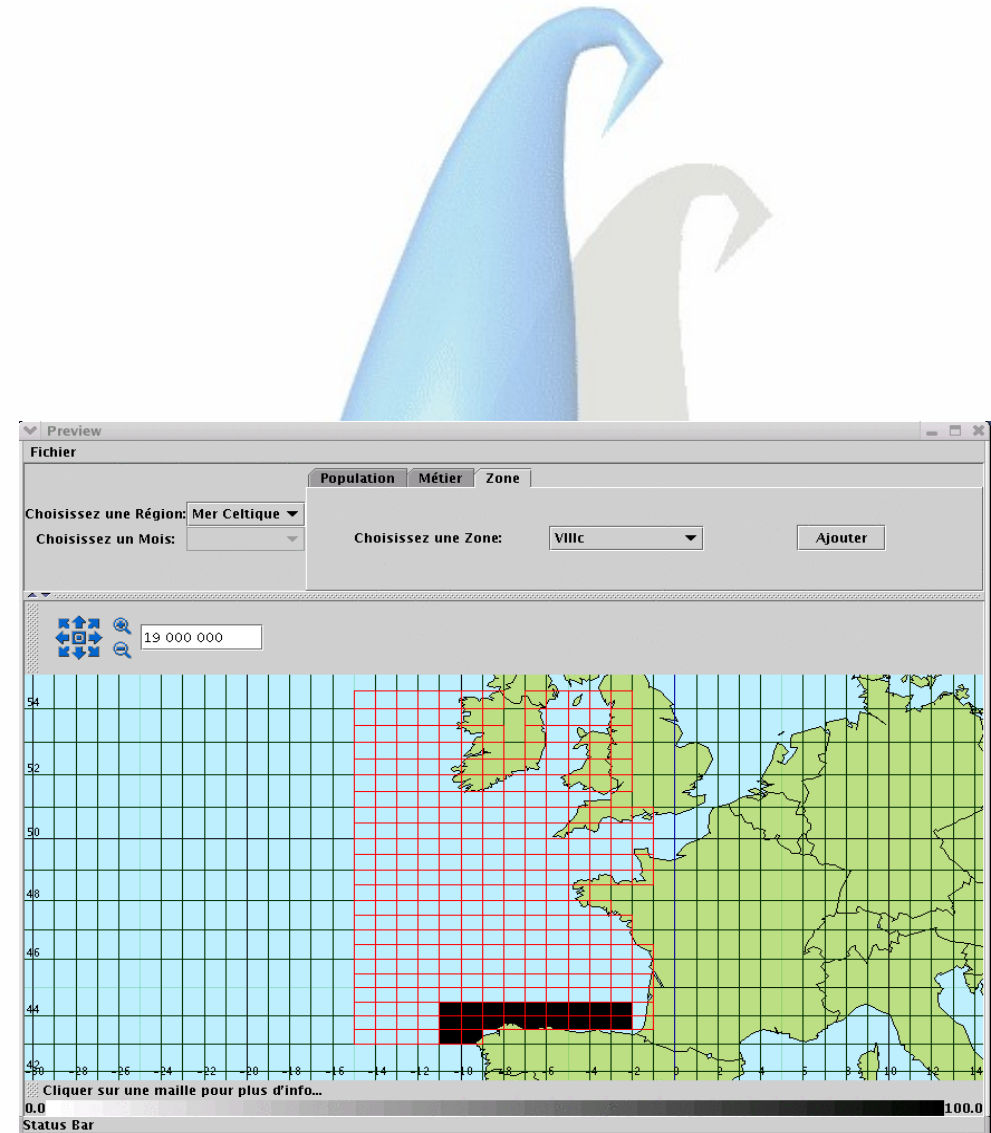 Preview
Fichier
Population Métier Zone
Choisissez une Région: Mer Celtique
Choisissez un Mois:
Choisissez une Zone: VIIIc Ajouter
19 000 000
54
52
50
48
46
44
42
-30 -28 -26 -24 -22 -20 -18 -16 -14 -12 -10 -8 -6 -4 -2 0 2 4 6 8 10 12 14
Cliquer sur une maille pour plus d'info...
0.0 100.0
Status Bar